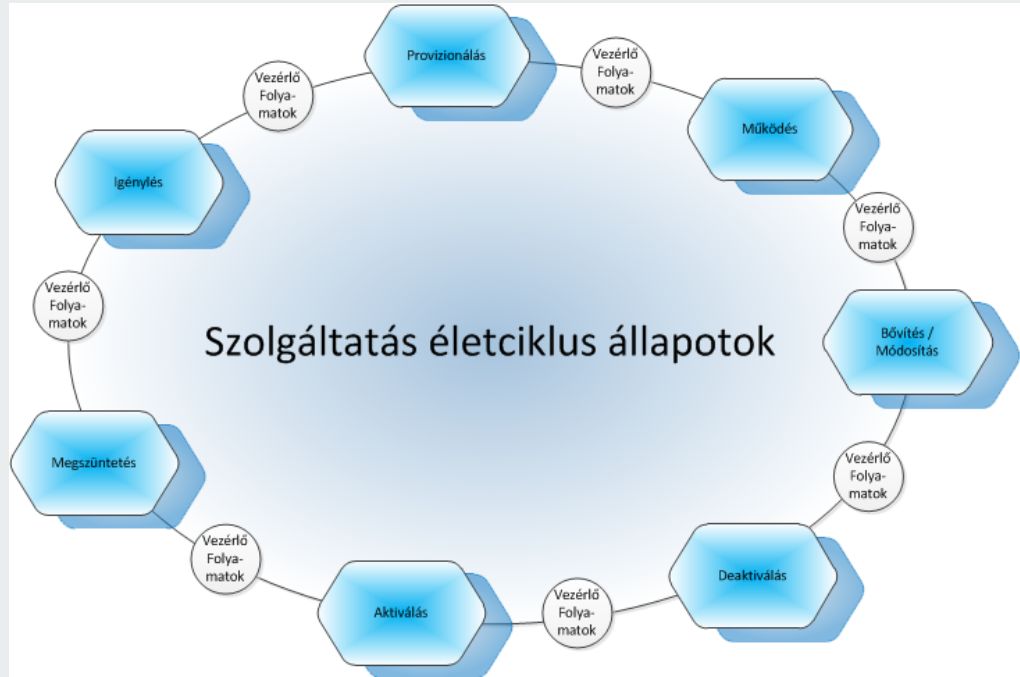 Provizionálás
Vezérlő
Folya-
matok
Működés
Vezérlő
Folya-
matok
Bővítés /
Módosítás
Vezérlő
Folya-
matok
Deaktiválás
Vezérlő
Folya-
matok
Aktiválás
Vezérlő
Folya-
matok
Megszüntetés
Vezérlő
Folya-
matok
Igénylés
Vezérlő
Folya-
matok
Szolgáltatás életciklus állapotok